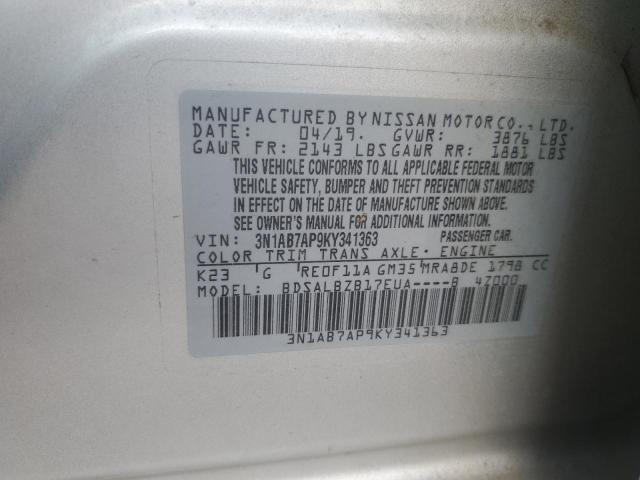 MANUFACTURED BY NISSAN MOTOR CO., LTD.
DATE: 04/19. GVWR: 3876 LBS
GAWR FR: 2143 LBS GAWR RR: 1881 LBS
THIS VEHICLE CONFORMS TO ALL APPLICABLE FEDERAL MOTOR
VEHICLE SAFETY, BUMPER AND THEFT PREVENTION STANDARDS
IN EFFECT ON THE DATE OF MANUFACTURE SHOWN ABOVE.
SEE OWNER'S MANUAL FOR ADDITIONAL INFORMATION.
VIN: 3N1AB7AP9KY341363 PASSENGER CAR.
COLOR TRIM TRANS AXLE· ENGINE
K23 G RE0F11A GM35 MRA8DE 1798 CC
MODEL: BDSALBZB17EUA----B 4Z000
3N1AB7AP9KY341363